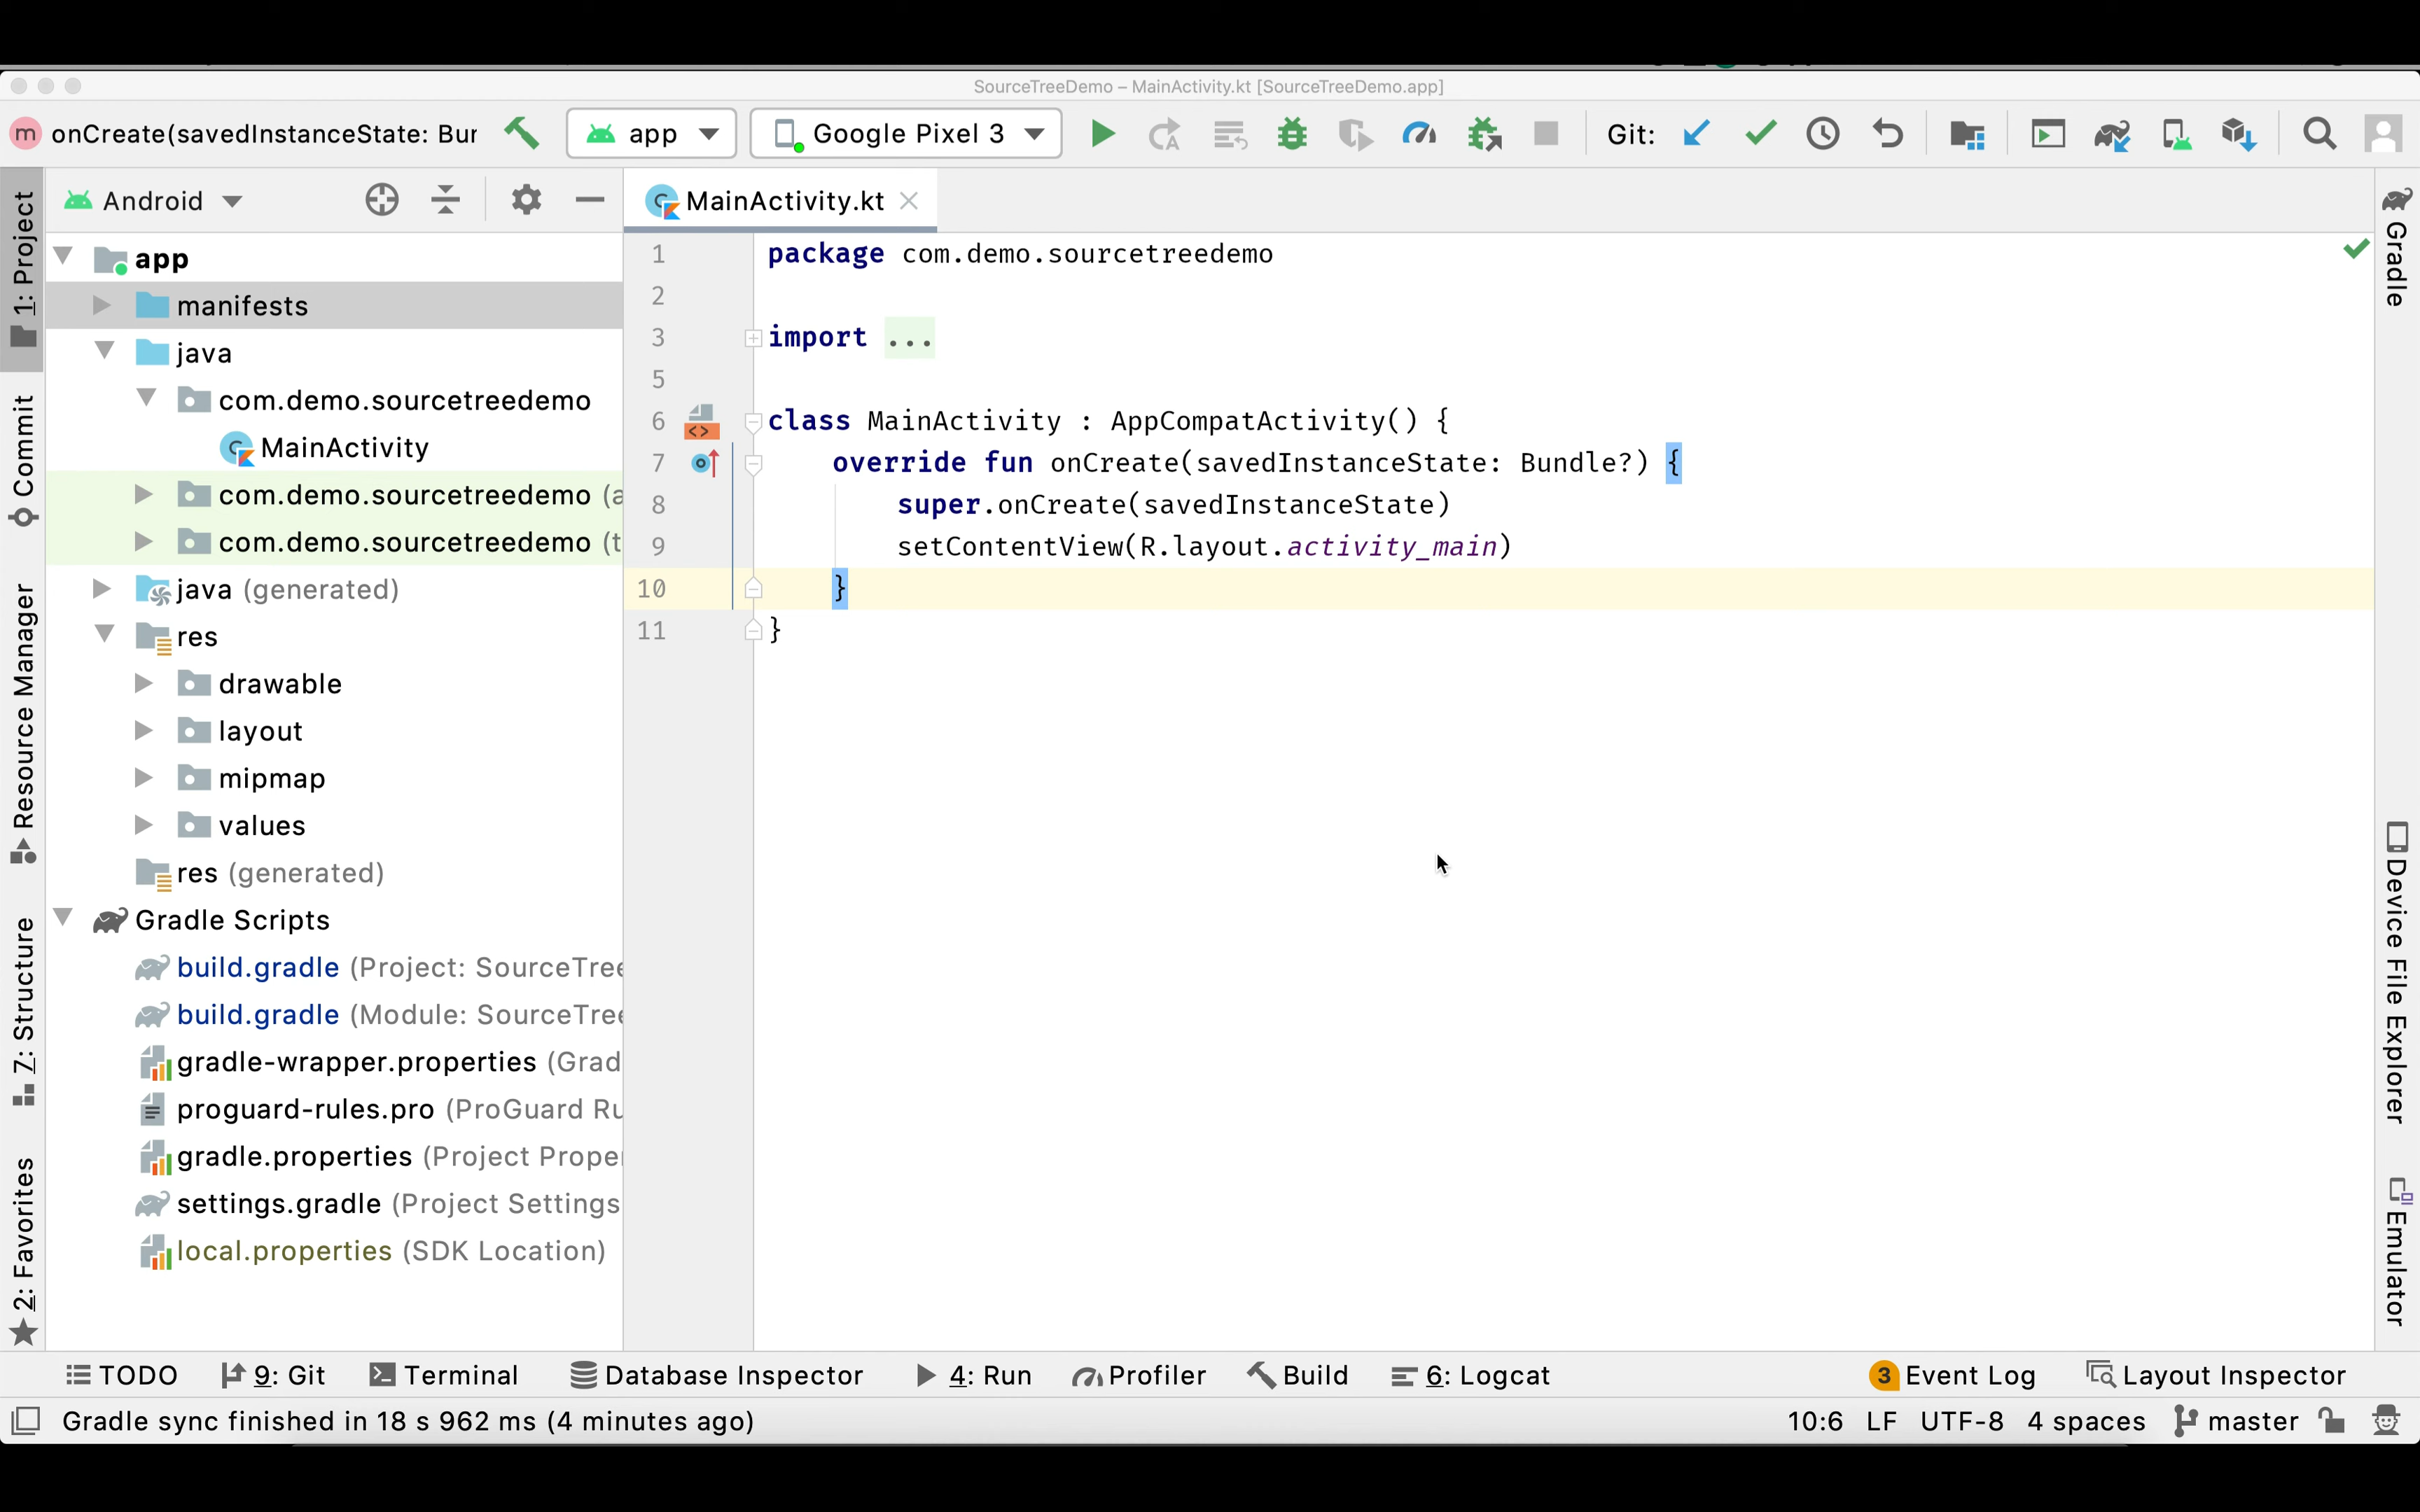 SourceTreeDemo – MainActivity.kt [SourceTreeDemo.app]
m onCreate(savedInstanceState: Bur
app
Google Pixel 3
Git:
1: Project
Commit
Resource Manager
7: Structure
2: Favorites
Android
app
manifests
java
com.demo.sourcetreedemo
MainActivity
com.demo.sourcetreedemo (a
com.demo.sourcetreedemo (t
java (generated)
res
drawable
layout
mipmap
values
res (generated)
Gradle Scripts
build.gradle (Project: SourceTree
build.gradle (Module: SourceTree
gradle-wrapper.properties (Grad
proguard-rules.pro (ProGuard Ru
gradle.properties (Project Proper
settings.gradle (Project Settings
local.properties (SDK Location)
MainActivity.kt
1 package com.demo.sourcetreedemo
2
3 import ...
5
6 class MainActivity : AppCompatActivity() {
7 override fun onCreate(savedInstanceState: Bundle?) {
8 super.onCreate(savedInstanceState)
9 setContentView(R.layout.activity_main)
10 }
11 }
Gradle
Device File Explorer
Emulator
TODO
9: Git
Terminal
Database Inspector
4: Run
Profiler
Build
6: Logcat
3 Event Log
Layout Inspector
Gradle sync finished in 18 s 962 ms (4 minutes ago)
10:6 LF UTF-8 4 spaces master